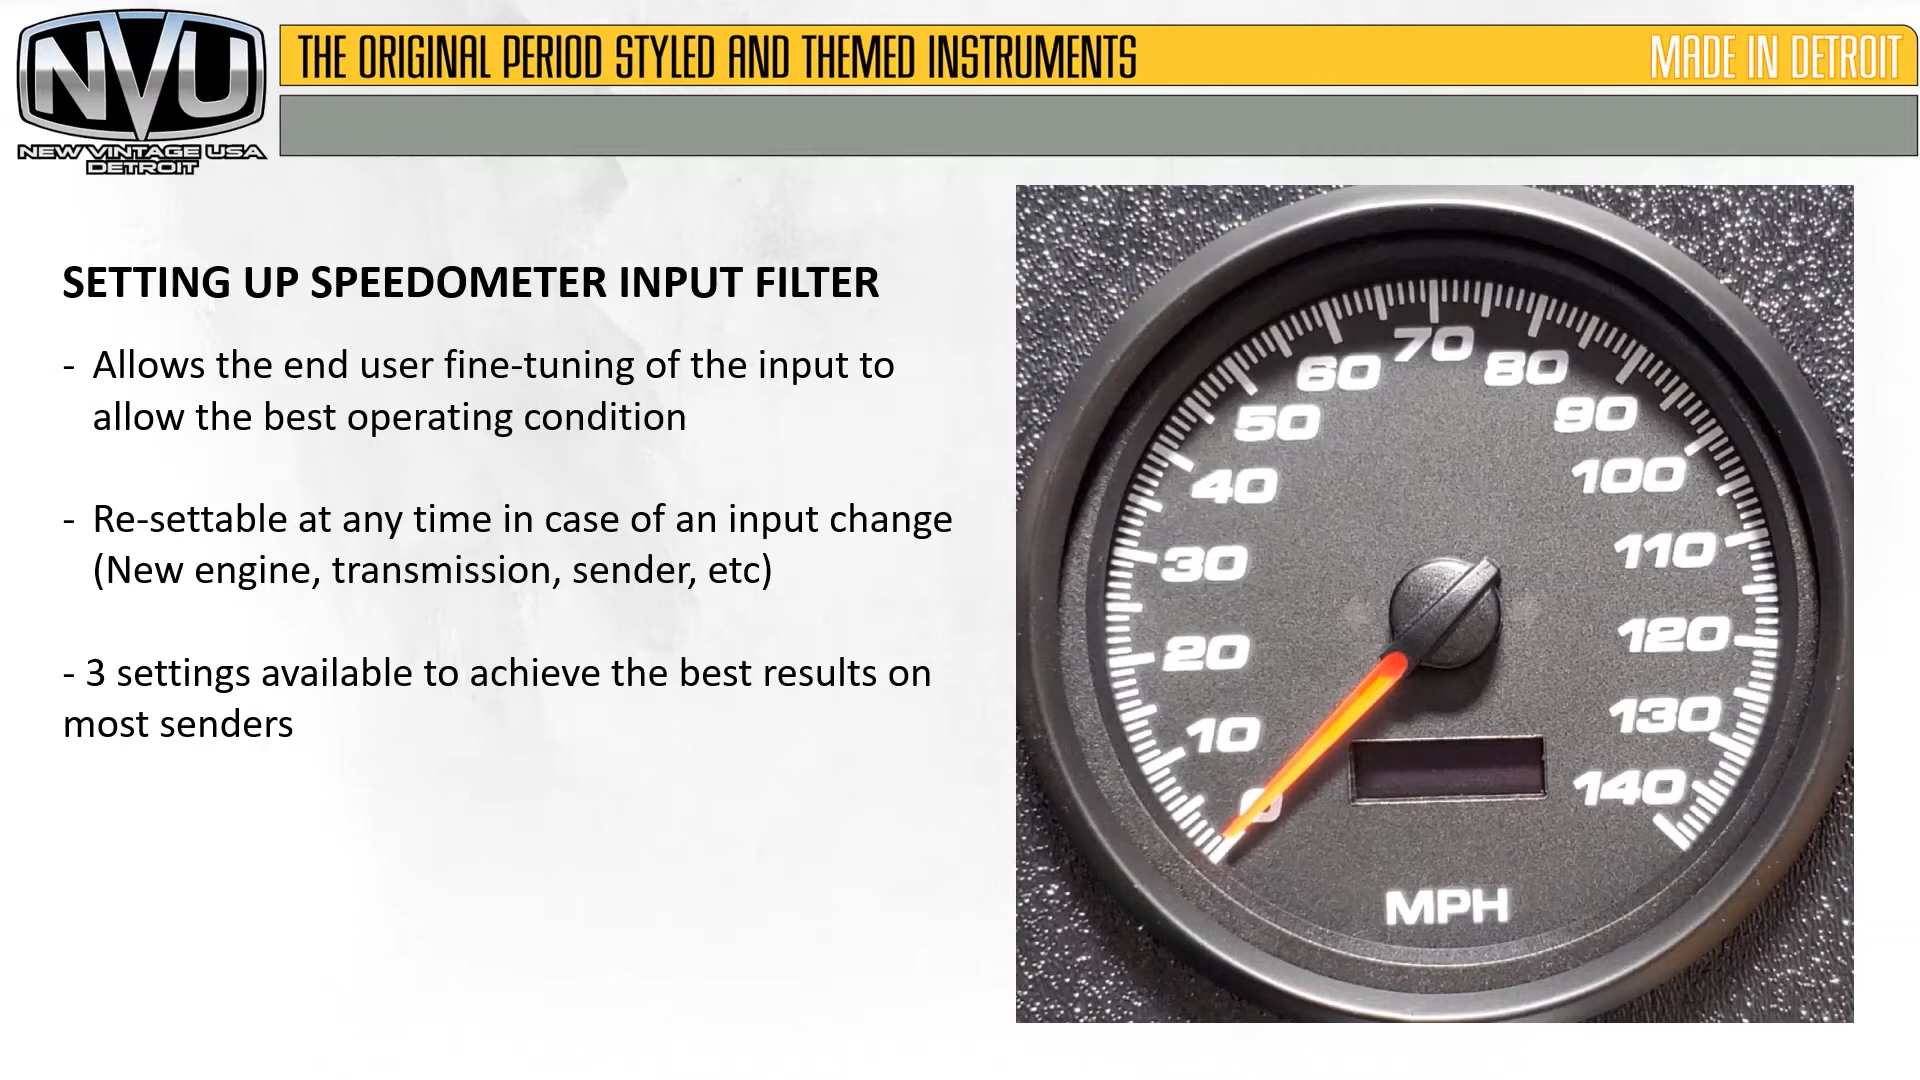 NVU
NEW VINTAGE USA
DETROIT
THE ORIGINAL PERIOD STYLED AND THEMED INSTRUMENTS
MADE IN DETROIT
SETTING UP SPEEDOMETER INPUT FILTER
- Allows the end user fine-tuning of the input to
allow the best operating condition
- Re-settable at any time in case of an input change
(New engine, transmission, sender, etc)
- 3 settings available to achieve the best results on
most senders
0
10
20
30
40
50
60
70
80
90
100
110
120
130
140
MPH